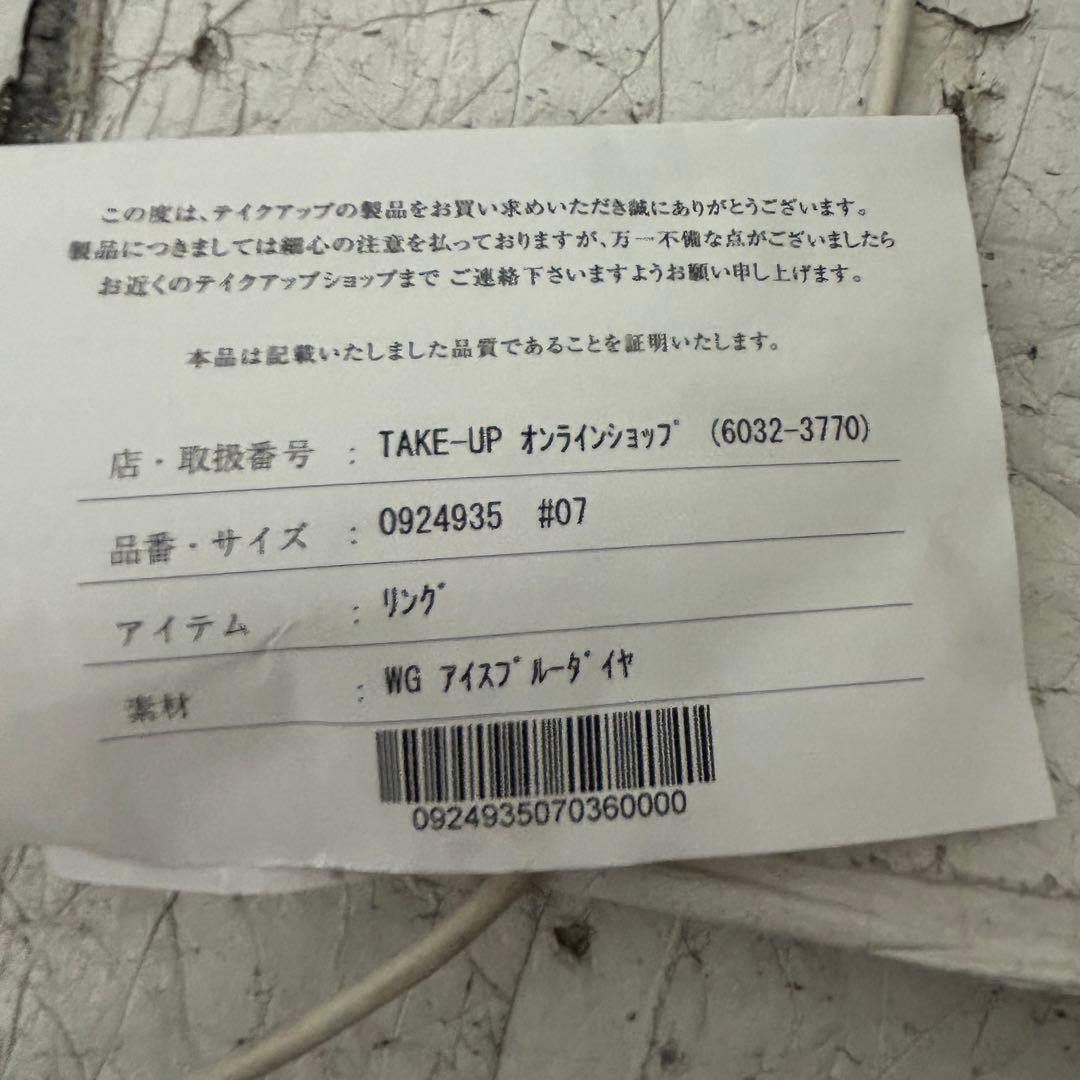 この度は、テイクアップの製品をお買い求めいただき誠にありがとうございます。
製品につきましては細心の注意を払っておりますが、万一不備な点がございましたら
お近くのテイクアップショップまで ご連絡下さいますようお願い申し上げます。
本品は記載いたしました品質であることを証明いたします。
店・取扱番号 : TAKE-UP ｵﾝﾗｲﾝｼｮｯﾌﾟ (6032-3770)
品番・サイズ : 0924935 #07
アイテム : ﾘﾝｸﾞ
素材 : WG ｱｲｽﾌﾞﾙｰﾀﾞｲﾔ
0924935070360000